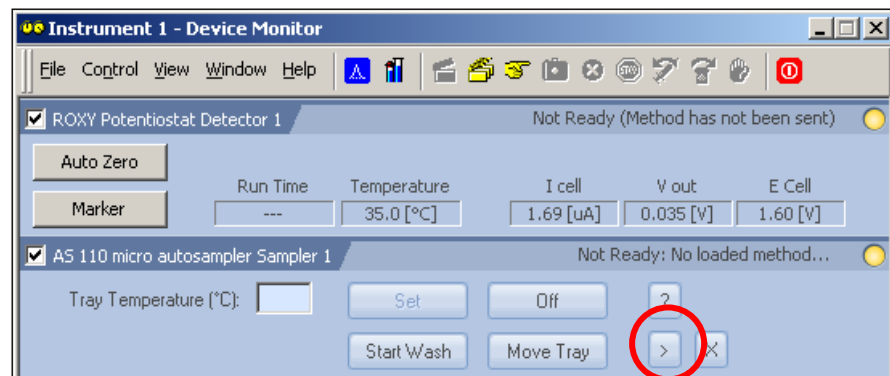 Instrument 1 - Device Monitor
File Control View Window Help
ROXY Potentiostat Detector 1 Not Ready (Method has not been sent)
Auto Zero
Run Time Temperature I cell V out E Cell
Marker --- 35.0 [°C] 1.69 [uA] 0.035 [V] 1.60 [V]
AS 110 micro autosampler Sampler 1 Not Ready: No loaded method...
Tray Temperature (°C): Set Off ?
Start Wash Move Tray > X